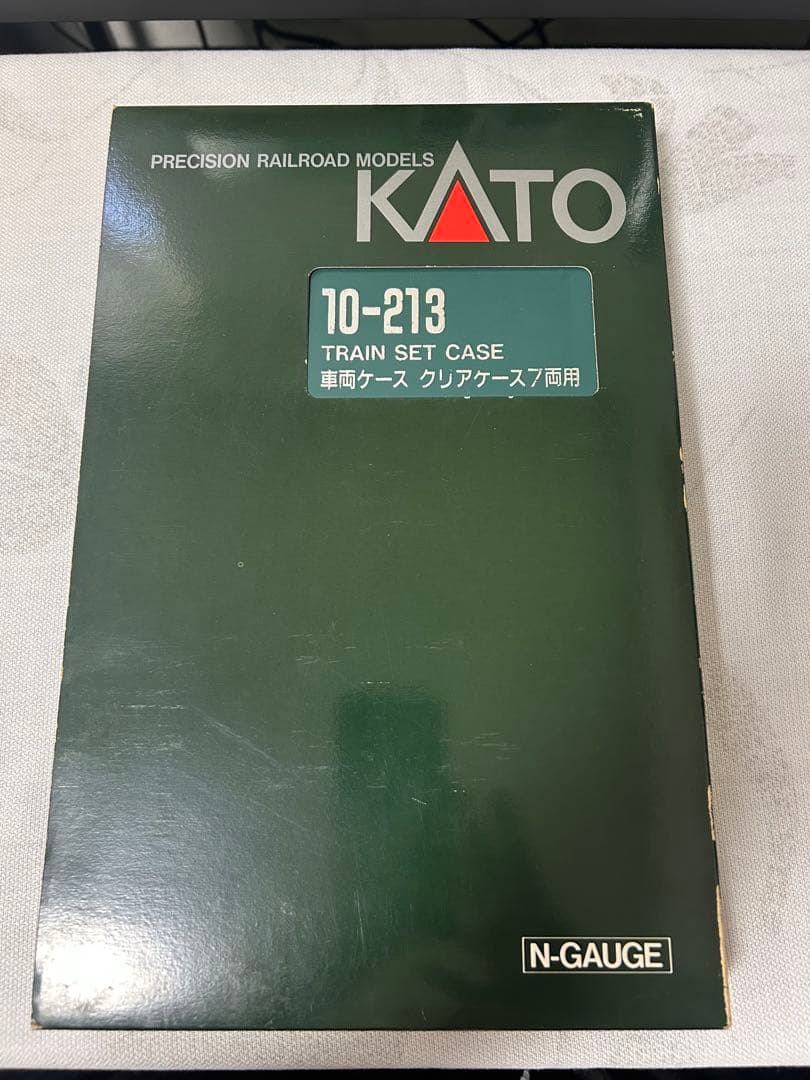 PRECISION RAILROAD MODELS
KATO
10-213
TRAIN SET CASE
車両ケース クリアケース7両用
N-GAUGE